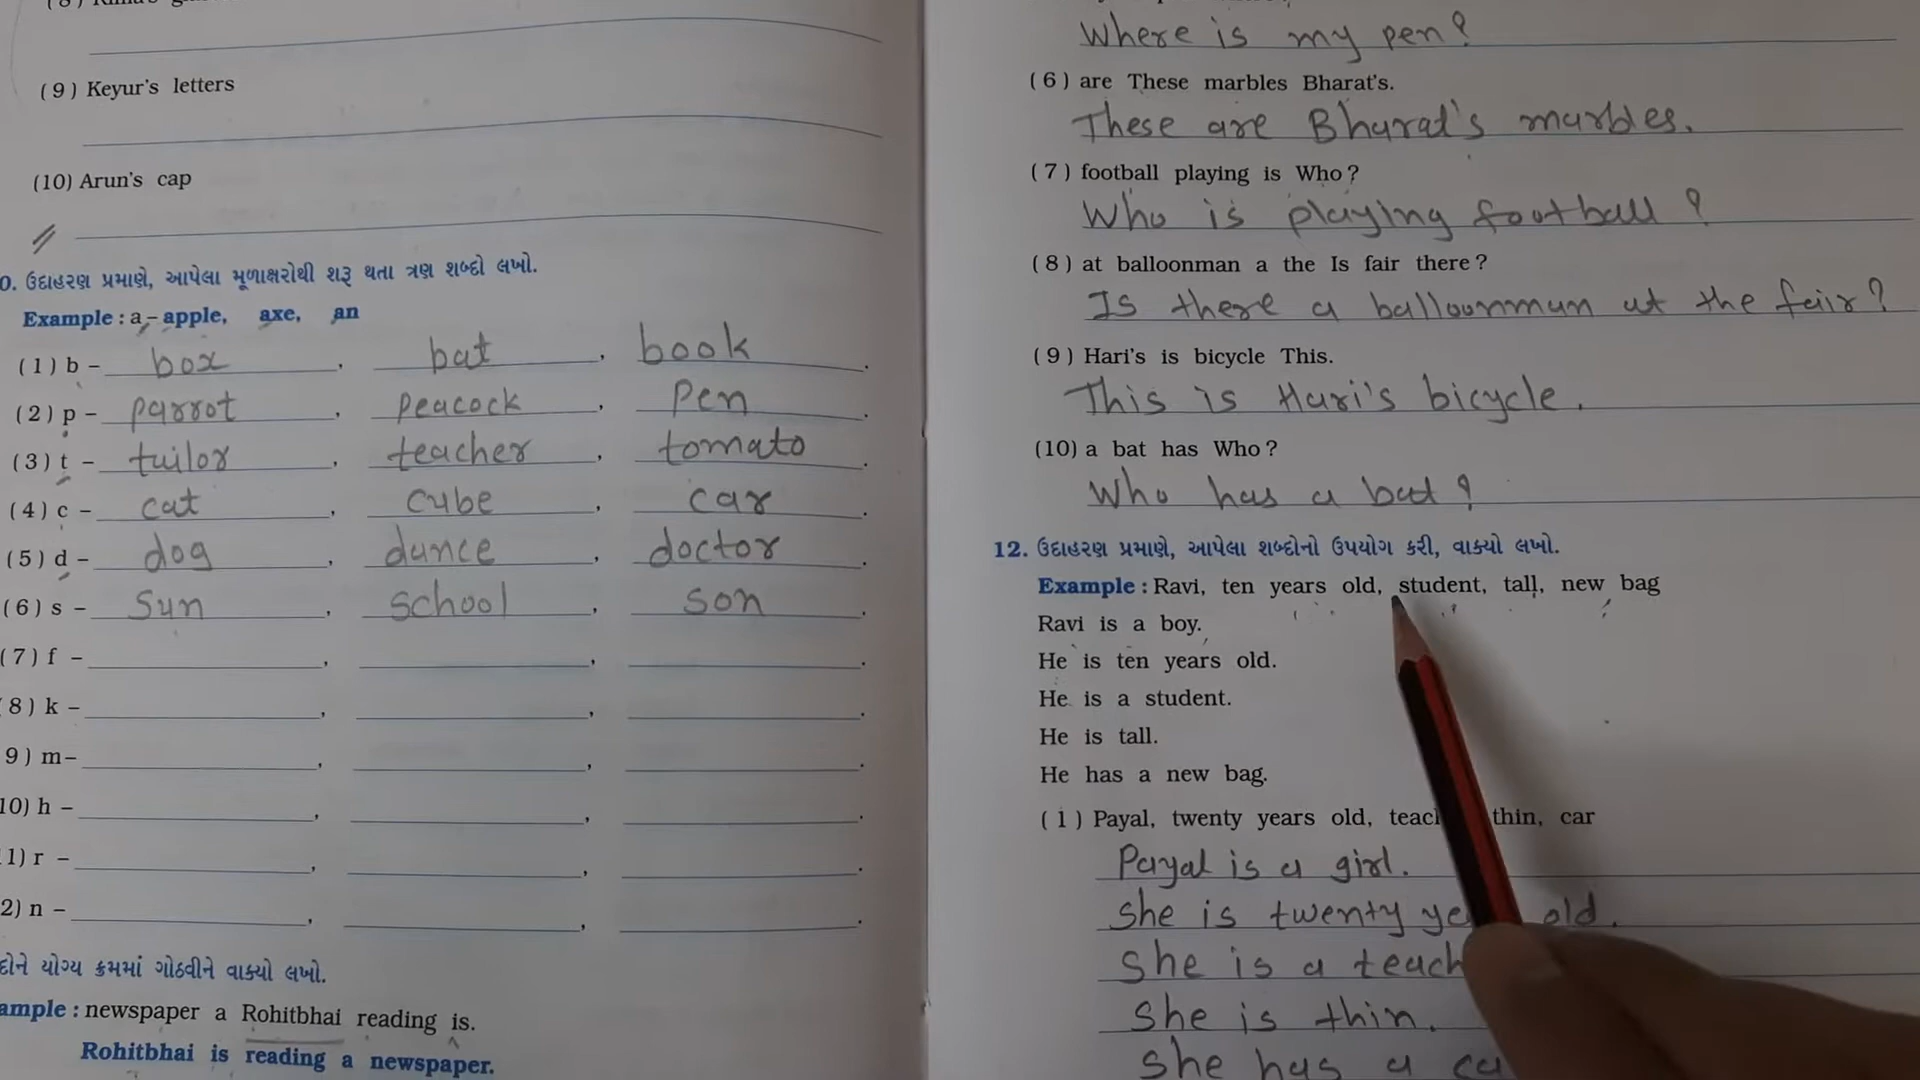 (9) Keyur's letters
(10) Arun's cap
0. ઉદાહરણ પ્રમાણે, આપેલા મૂળાક્ષરોથી શરૂ થતા ત્રણ શબ્દો લખો.
Example : a – apple, axe, an
(1) b – box, bat, book.
(2) p – parrot, peacock, pen.
(3) t – tailor, teacher, tomato.
(4) c – cat, cube, car.
(5) d – dog, dance, doctor.
(6) s – sun, school, son.
(7) f –
8) k –
9) m–
10) h –
1) r –
2) n –
દોને યોગ્ય ક્રમમાં ગોઠવીને વાક્યો લખો.
ample : newspaper a Rohitbhai reading is.
Rohitbhai is reading a newspaper.
Where is my pen?
(6) are These marbles Bharat's.
These are Bharat's marbles.
(7) football playing is Who?
Who is playing football?
(8) at balloonman a the Is fair there?
Is there a balloonman at the fair?
(9) Hari's is bicycle This.
This is Hari's bicycle.
(10) a bat has Who?
Who has a bat?
12. ઉદાહરણ પ્રમાણે, આપેલા શબ્દોનો ઉપયોગ કરી, વાક્યો લખો.
Example : Ravi, ten years old, student, tall, new bag
Ravi is a boy.
He is ten years old.
He is a student.
He is tall.
He has a new bag.
(1) Payal, twenty years old, teac thin, car
Payal is a girl.
She is twenty ye old.
She is a teach
She is thin.
She has a ca